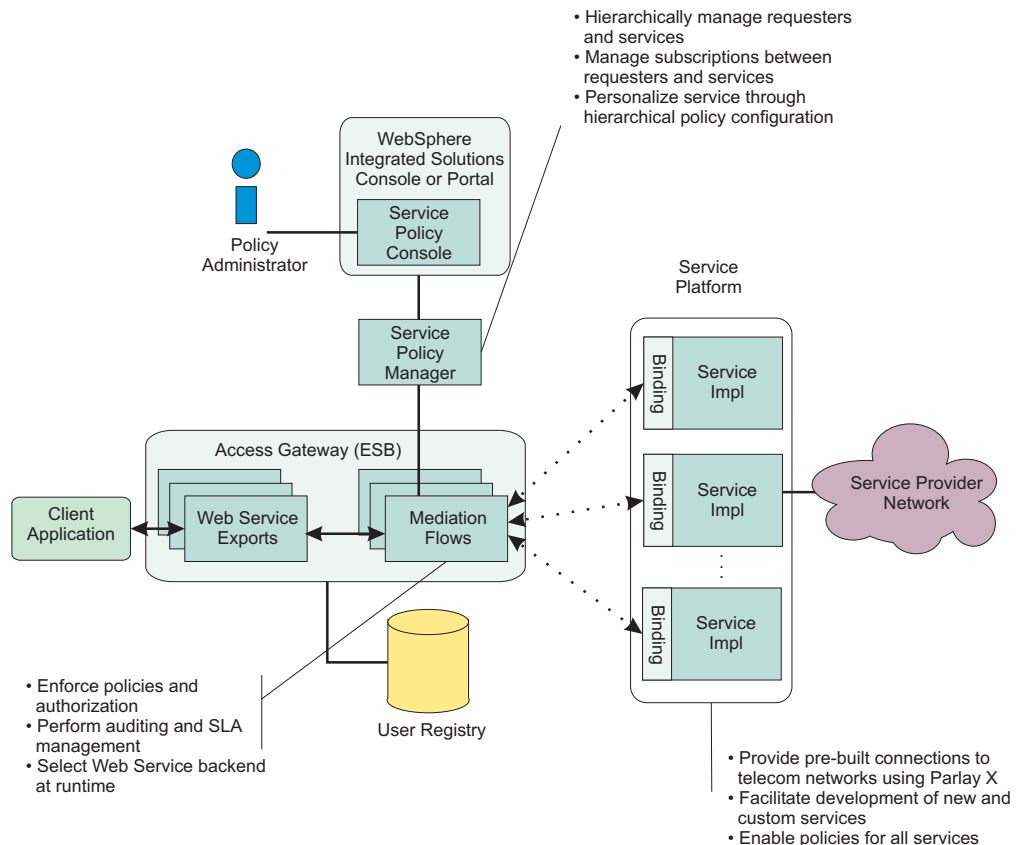 • Hierarchically manage requesters
and services
• Manage subscriptions between
requesters and services
• Personalize service through
hierarchical policy configuration
WebSphere
Integrated Solutions
Console or Portal
Service
Policy
Console
Policy
Administrator
Service
Policy
Manager
Service
Platform
Binding
Service
Impl
Binding
Service
Impl
Binding
Service
Impl
Service Provider
Network
Access Gateway (ESB)
Client
Application
Web Service
Exports
Mediation
Flows
User Registry
• Enforce policies and
authorization
• Perform auditing and SLA
management
• Select Web Service backend
at runtime
• Provide pre-built connections to
telecom networks using Parlay X
• Facilitate development of new and
custom services
• Enable policies for all services